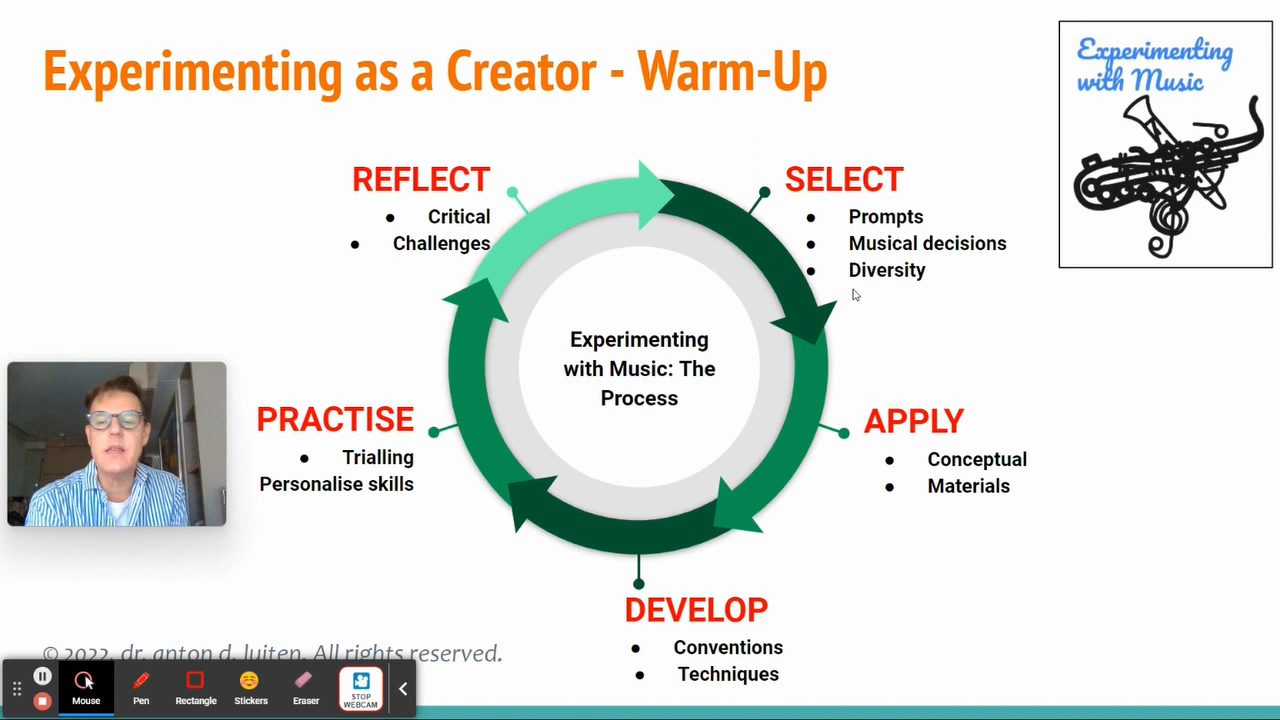 Experimenting as a Creator - Warm-Up
Experimenting
with Music
REFLECT
● Critical
● Challenges
SELECT
● Prompts
● Musical decisions
● Diversity
Experimenting
with Music: The
Process
PRACTISE
● Trialling
Personalise skills
APPLY
● Conceptual
● Materials
DEVELOP
● Conventions
● Techniques
© 2022. dr. anton d. luiten. All rights reserved.
Mouse
Pen
Rectangle
Stickers
Eraser
STOP
WEBCAM